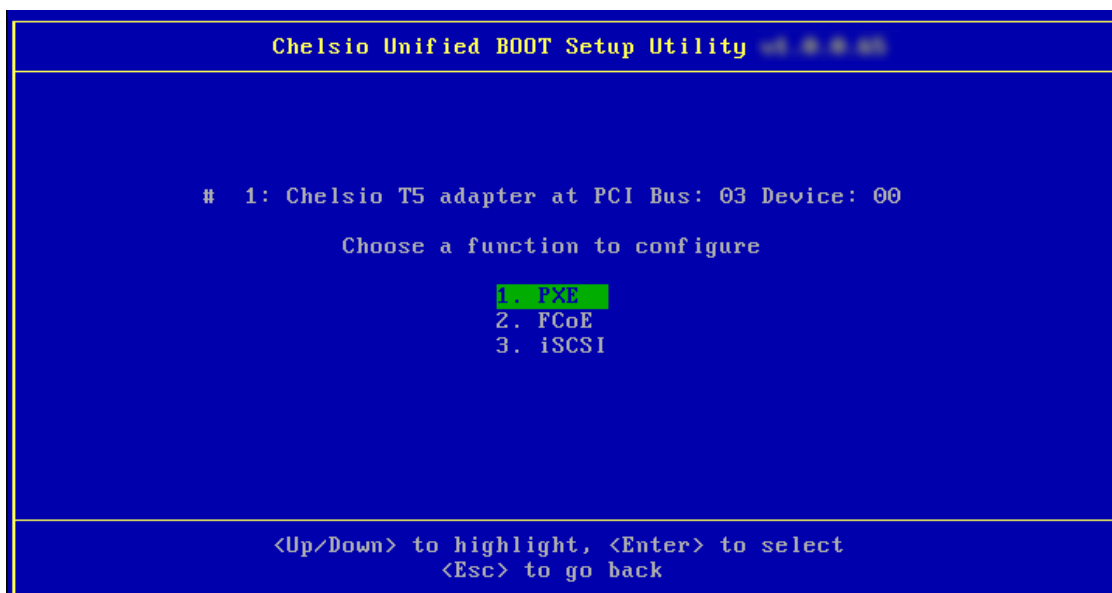 Chelsio Unified BOOT Setup Utility
# 1: Chelsio T5 adapter at PCI Bus: 03 Device: 00
Choose a function to configure
1. PXE
2. FCoE
3. iSCSI
<Up/Down> to highlight, <Enter> to select
<Esc> to go back